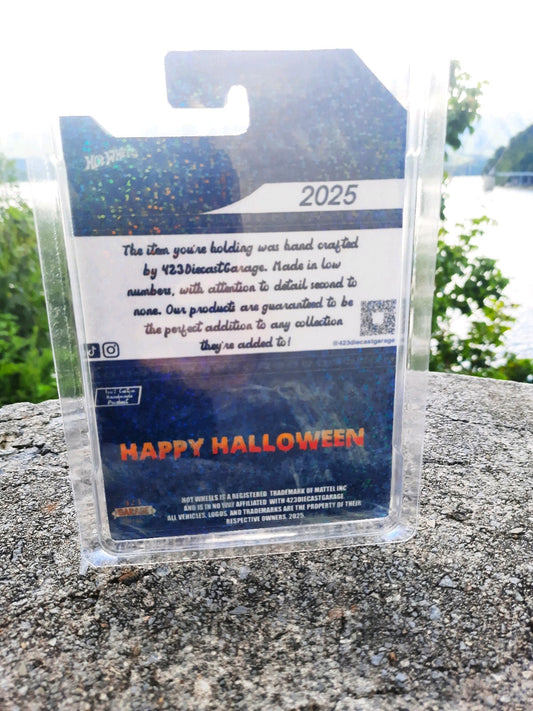 HOT WHEELS
2025
The item you're holding was hand crafted
by 423DiecastGarage. Made in low
numbers, with attention to detail second to
none. Our products are guaranteed to be
the perfect addition to any collection
they're added to!
@423diecastgarage
HAPPY HALLOWEEN
HOT WHEELS IS A REGISTERED TRADEMARK OF MATTEL INC
AND IS IN NO WAY AFFILIATED WITH 423DIECASTGARAGE
ALL VEHICLES, LOGOS AND TRADEMARKS ARE THE PROPERTY OF THEIR
RESPECTIVE OWNERS. 2025.
GARAGE